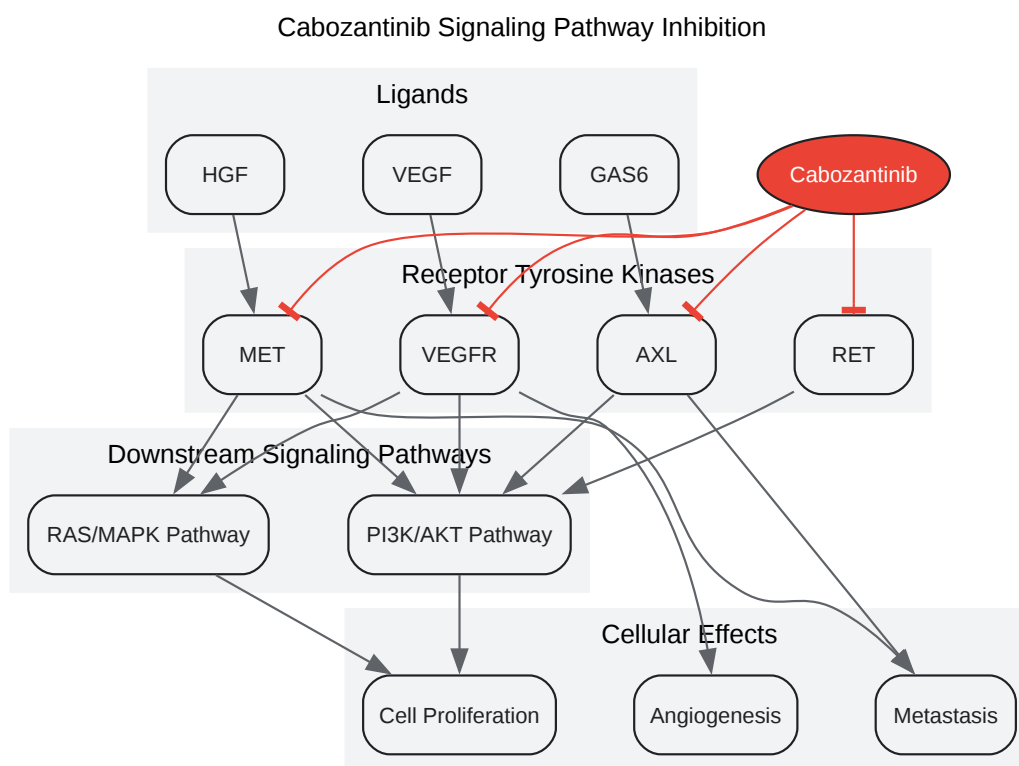 Cabozantinib Signaling Pathway Inhibition
Ligands
HGF
VEGF
GAS6
Cabozantinib
Receptor Tyrosine Kinases
MET
VEGFR
AXL
RET
Downstream Signaling Pathways
RAS/MAPK Pathway
PI3K/AKT Pathway
Cellular Effects
Cell Proliferation
Angiogenesis
Metastasis